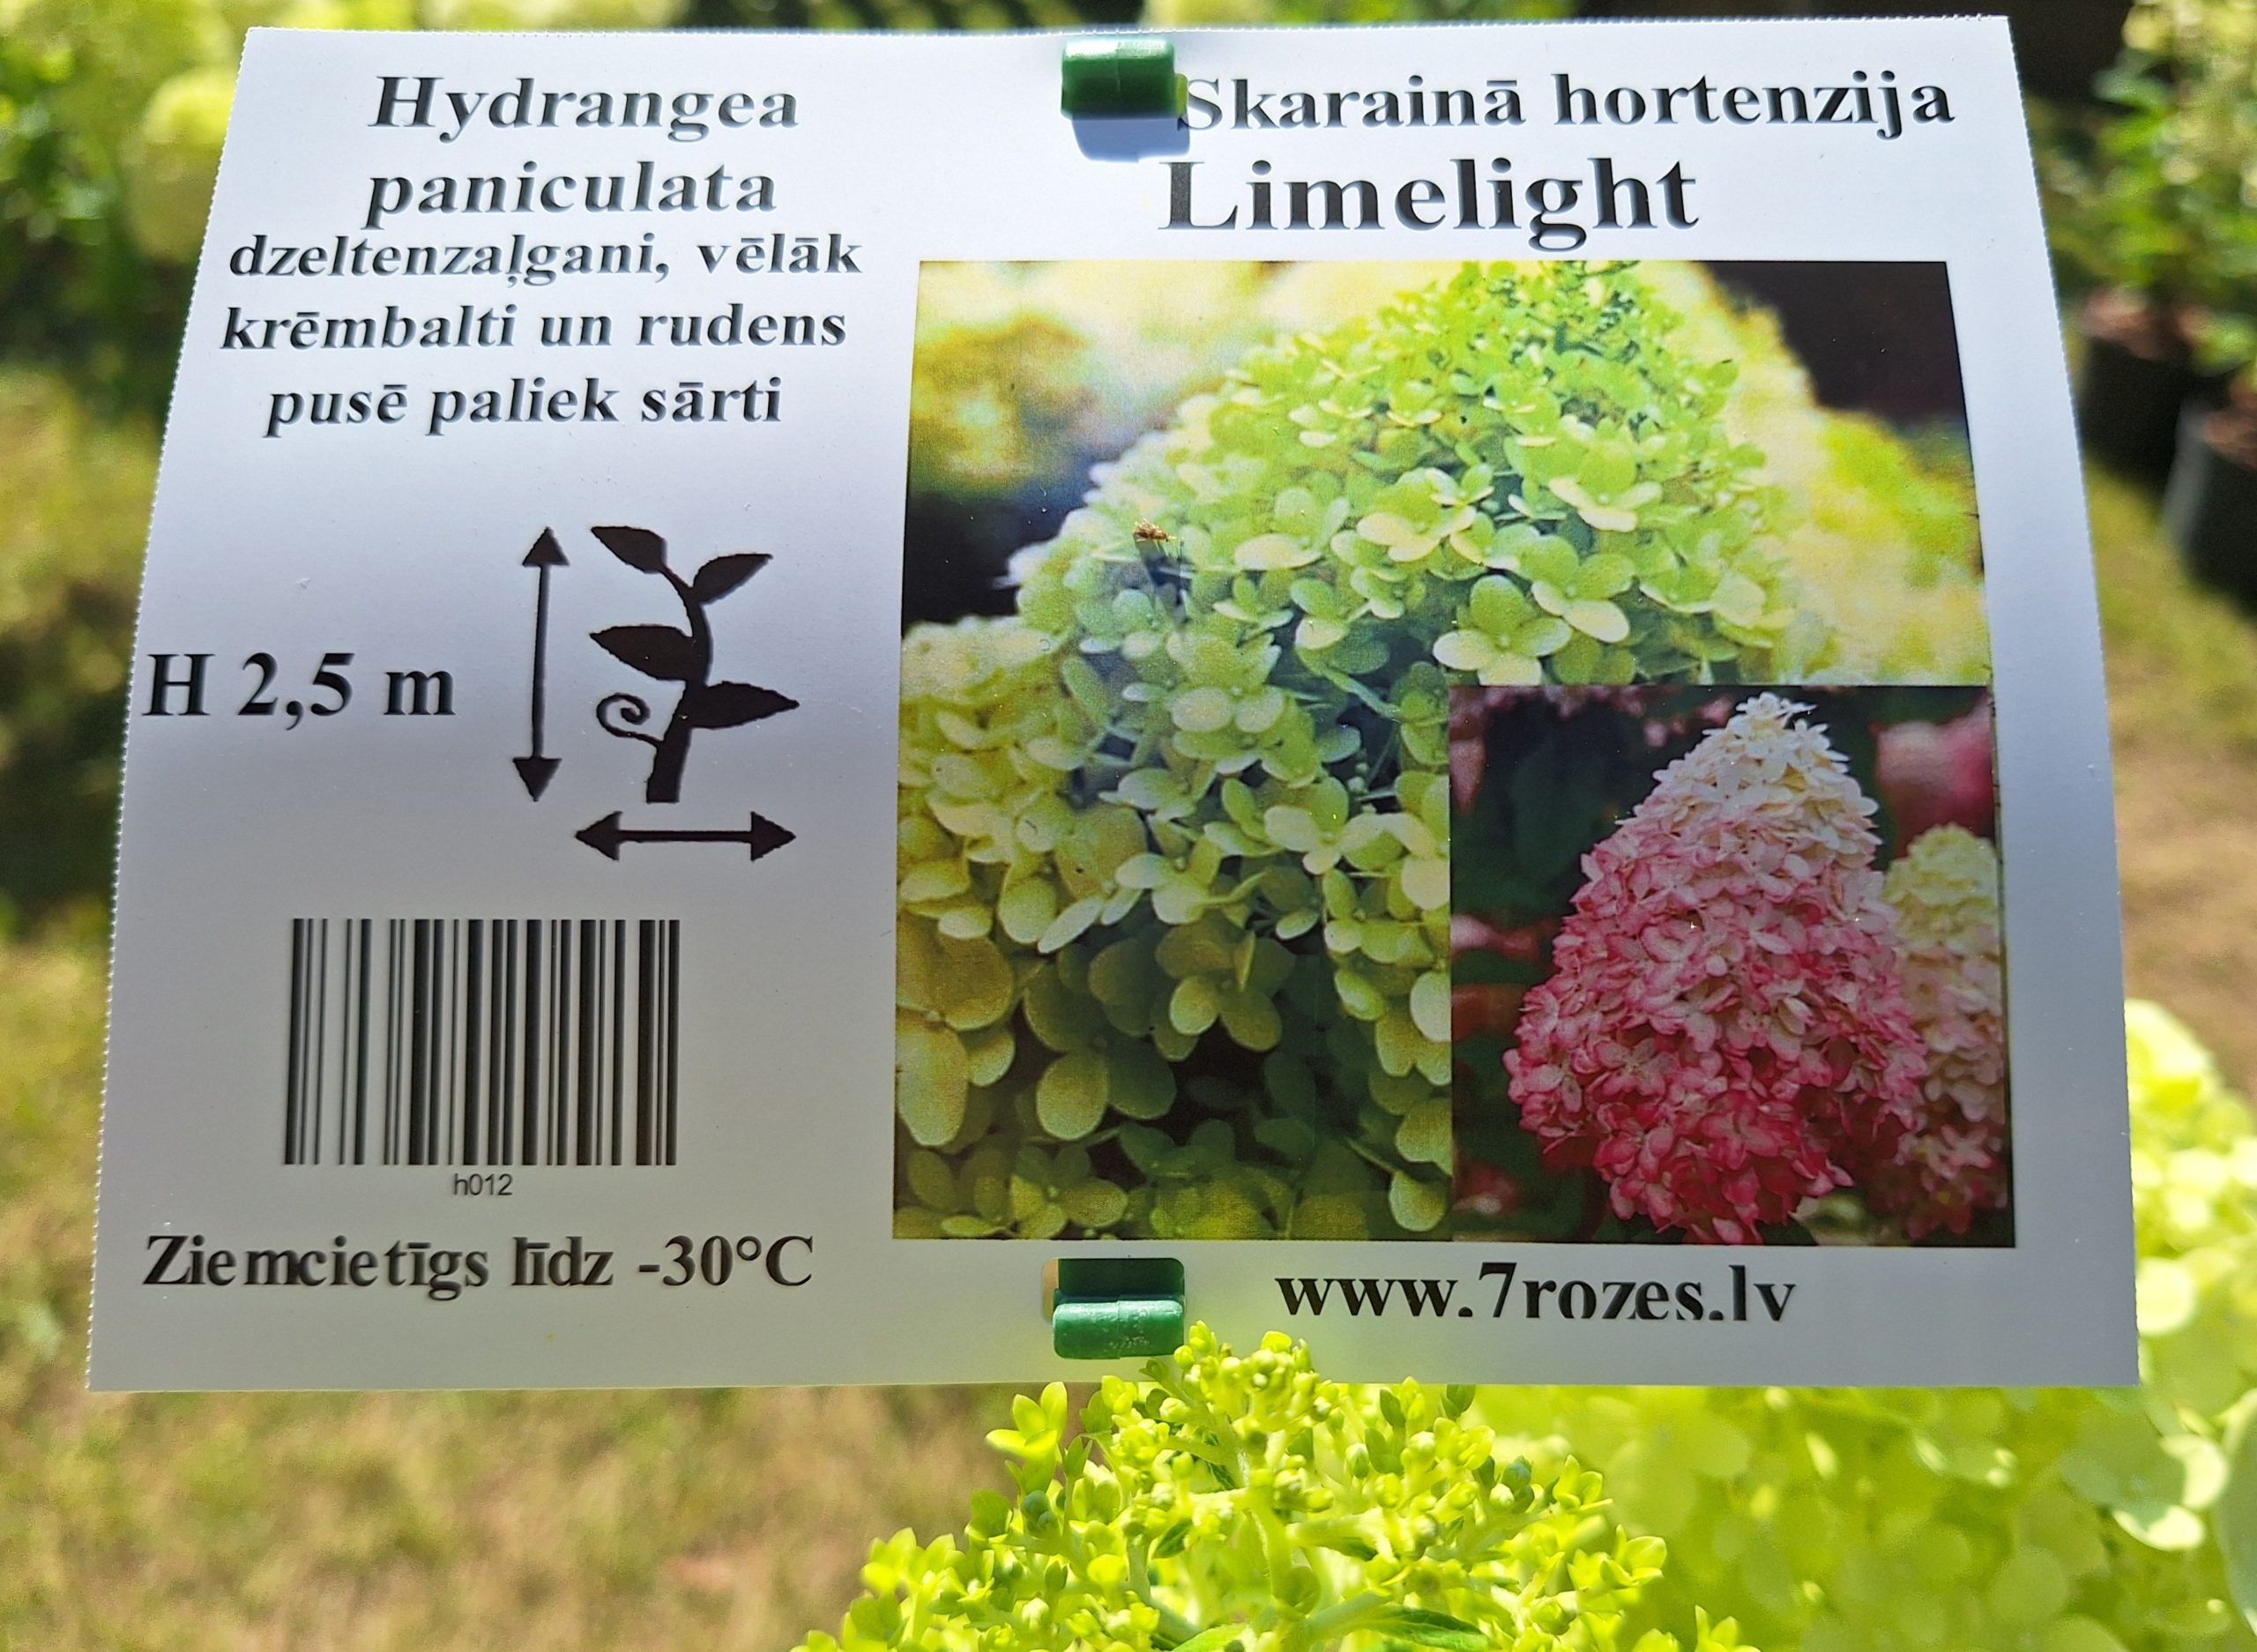 Hydrangea
paniculata
dzeltenzaļgani, vēlāk
krēmbalti un rudens
pusē paliek sārti
H 2,5 m
h012
Ziemcietīgs līdz -30°C
Skarainā hortenzija
Limelight
www.7rozes.lv